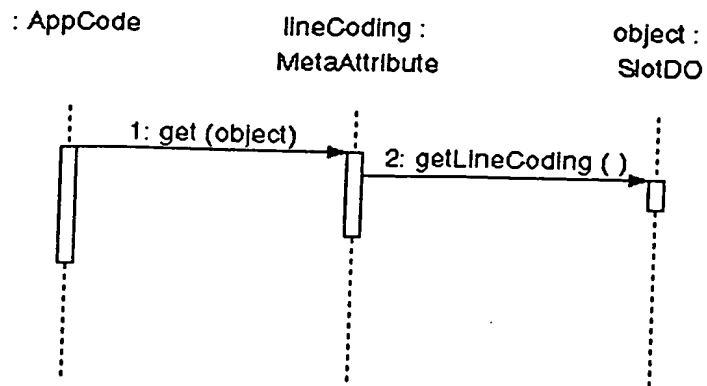 : AppCode
lineCoding :
MetaAttribute
object :
SlotDO
1: get (object)
2: getLineCoding ( )